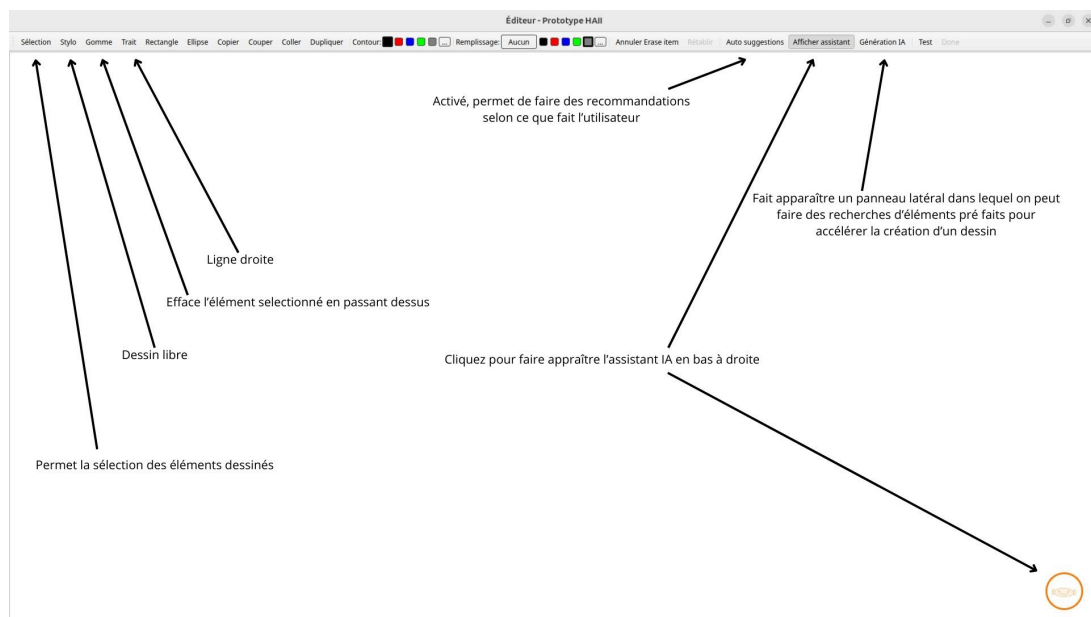 Éditeur - Prototype HAII
Sélection Stylo Gomme Trait Rectangle Ellipse Copier Couper Coller Dupliquer Contour: ... Remplissage: Aucun ... Annuler Erase item Rétablir Auto suggestions Afficher assistant Génération IA Test Done
Activé, permet de faire des recommandations
selon ce que fait l'utilisateur
Fait apparaître un panneau latéral dans lequel on peut
faire des recherches d'éléments pré faits pour
accélérer la création d'un dessin
Ligne droite
Efface l'élément selectionné en passant dessus
Dessin libre
Cliquez pour faire appraître l'assistant IA en bas à droite
Permet la sélection des éléments dessinés